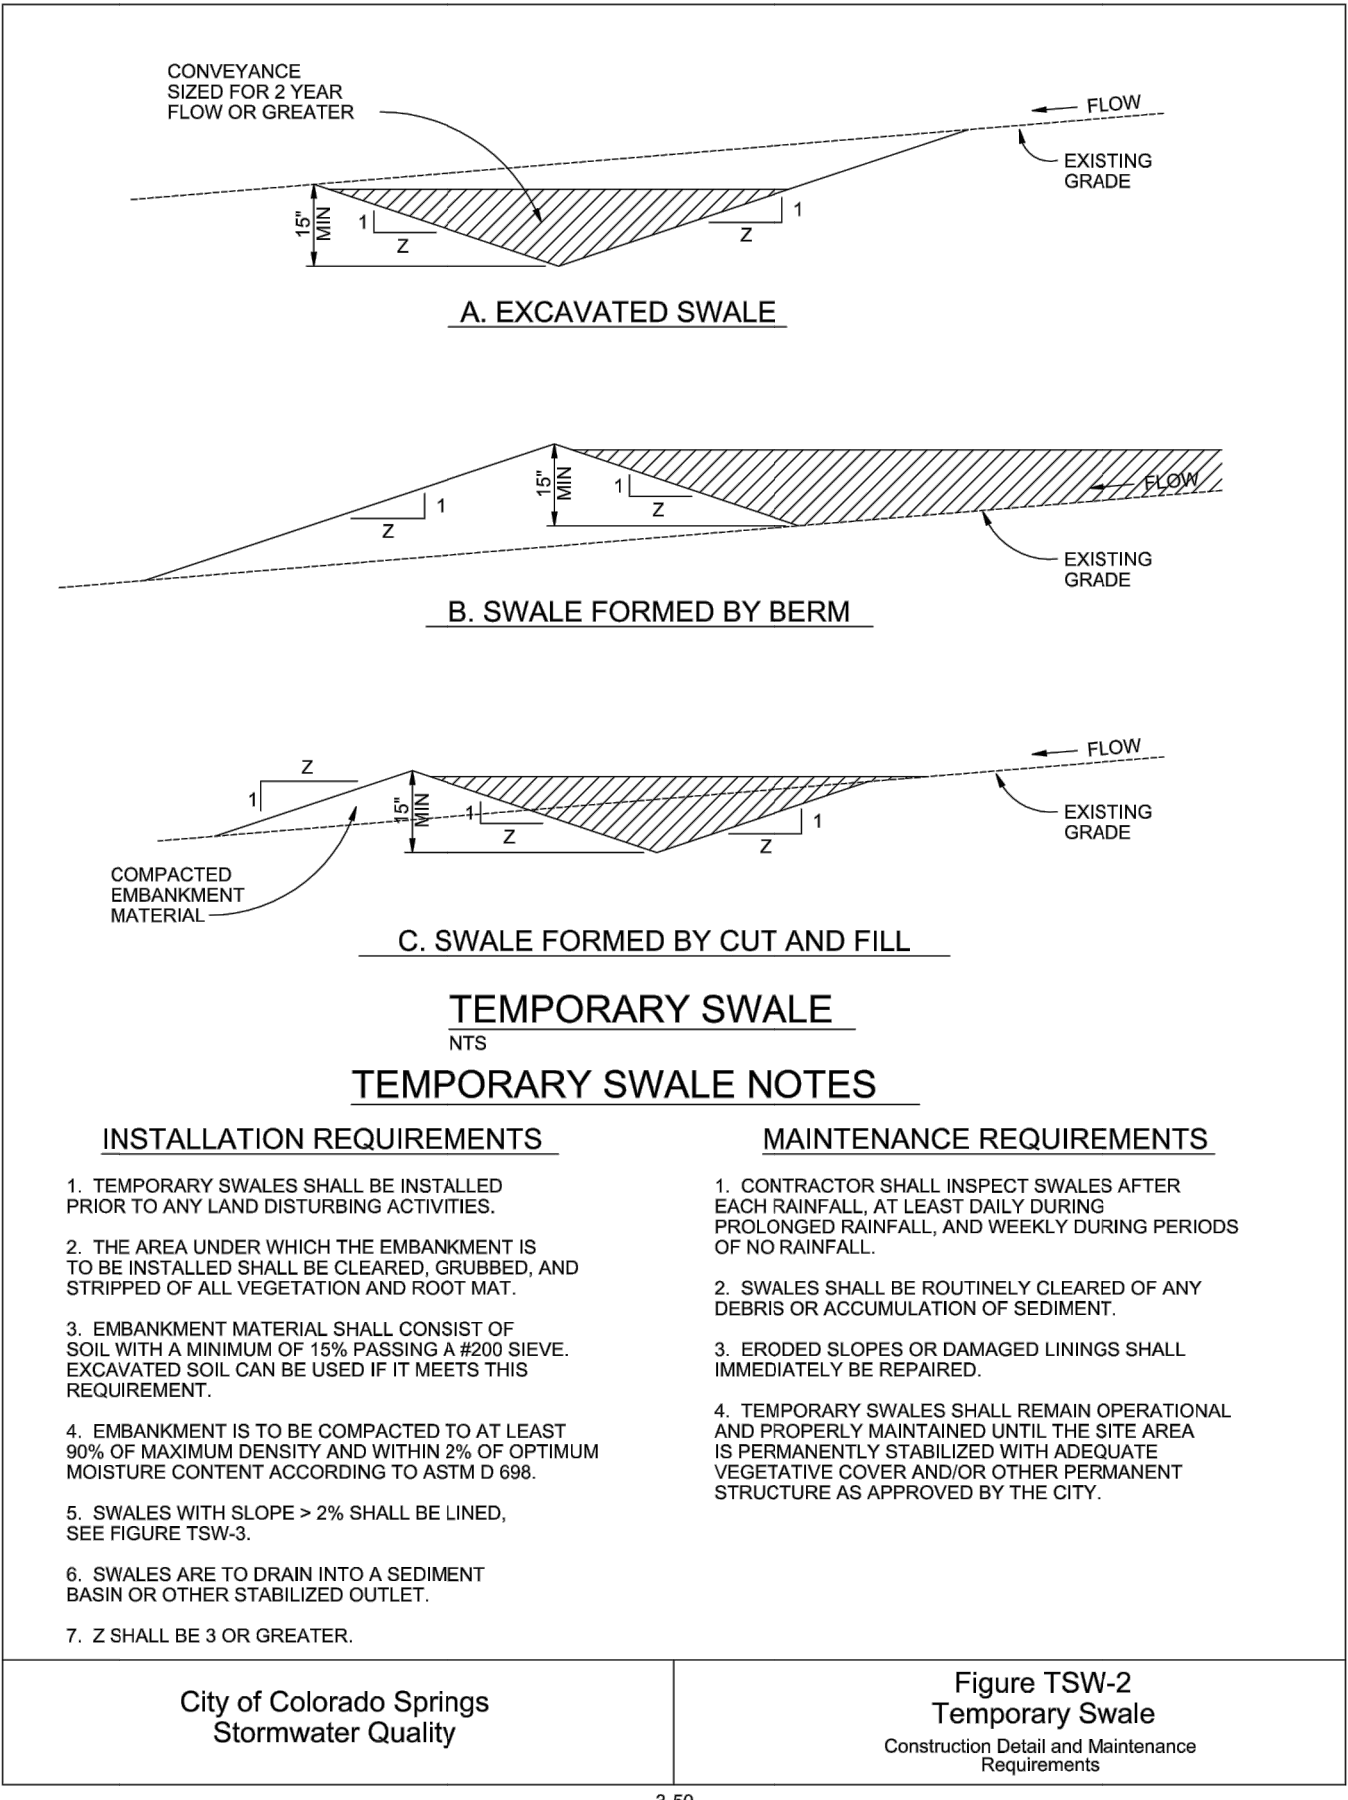 CONVEYANCE
SIZED FOR 2 YEAR
FLOW OR GREATER
FLOW
EXISTING
GRADE
15"
MIN
1
Z
1
Z
A. EXCAVATED SWALE
15"
MIN
1
Z
1
Z
FLOW
EXISTING
GRADE
B. SWALE FORMED BY BERM
FLOW
Z
1
15"
MIN
1
Z
1
Z
EXISTING
GRADE
COMPACTED
EMBANKMENT
MATERIAL
C. SWALE FORMED BY CUT AND FILL
TEMPORARY SWALE
NTS
TEMPORARY SWALE NOTES
INSTALLATION REQUIREMENTS
1. TEMPORARY SWALES SHALL BE INSTALLED
PRIOR TO ANY LAND DISTURBING ACTIVITIES.
2. THE AREA UNDER WHICH THE EMBANKMENT IS
TO BE INSTALLED SHALL BE CLEARED, GRUBBED, AND
STRIPPED OF ALL VEGETATION AND ROOT MAT.
3. EMBANKMENT MATERIAL SHALL CONSIST OF
SOIL WITH A MINIMUM OF 15% PASSING A #200 SIEVE.
EXCAVATED SOIL CAN BE USED IF IT MEETS THIS
REQUIREMENT.
4. EMBANKMENT IS TO BE COMPACTED TO AT LEAST
90% OF MAXIMUM DENSITY AND WITHIN 2% OF OPTIMUM
MOISTURE CONTENT ACCORDING TO ASTM D 698.
5. SWALES WITH SLOPE > 2% SHALL BE LINED,
SEE FIGURE TSW-3.
6. SWALES ARE TO DRAIN INTO A SEDIMENT
BASIN OR OTHER STABILIZED OUTLET.
7. Z SHALL BE 3 OR GREATER.
MAINTENANCE REQUIREMENTS
1. CONTRACTOR SHALL INSPECT SWALES AFTER
EACH RAINFALL, AT LEAST DAILY DURING
PROLONGED RAINFALL, AND WEEKLY DURING PERIODS
OF NO RAINFALL.
2. SWALES SHALL BE ROUTINELY CLEARED OF ANY
DEBRIS OR ACCUMULATION OF SEDIMENT.
3. ERODED SLOPES OR DAMAGED LININGS SHALL
IMMEDIATELY BE REPAIRED.
4. TEMPORARY SWALES SHALL REMAIN OPERATIONAL
AND PROPERLY MAINTAINED UNTIL THE SITE AREA
IS PERMANENTLY STABILIZED WITH ADEQUATE
VEGETATIVE COVER AND/OR OTHER PERMANENT
STRUCTURE AS APPROVED BY THE CITY.
City of Colorado Springs
Stormwater Quality
Figure TSW-2
Temporary Swale
Construction Detail and Maintenance
Requirements